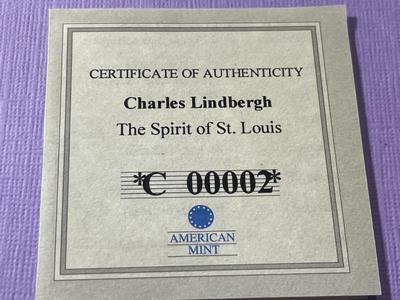 CERTIFICATE OF AUTHENTICITY
Charles Lindbergh
The Spirit of St. Louis
*C 00002*
AMERICAN
MINT